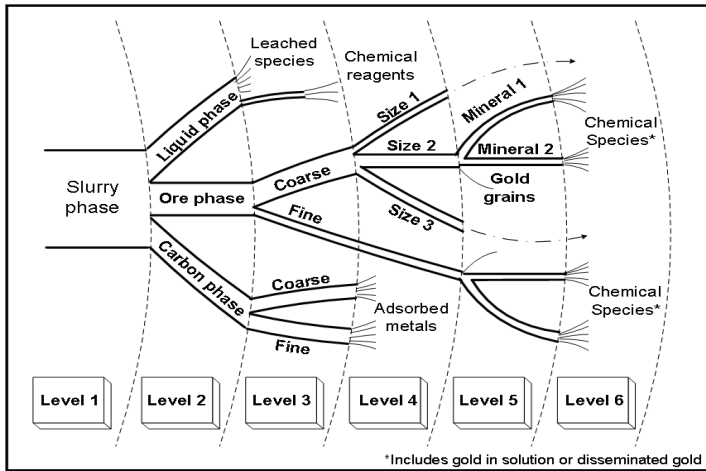 Leached
species
Chemical
reagents
Liquid phase
Size 1
Mineral 1
Chemical
Species*
Slurry
phase
Ore phase
Coarse
Size 2
Mineral 2
Gold
grains
Fine
Size 3
Carbon phase
Coarse
Adsorbed
metals
Fine
Chemical
Species*
Level 1
Level 2
Level 3
Level 4
Level 5
Level 6
*Includes gold in solution or disseminated gold